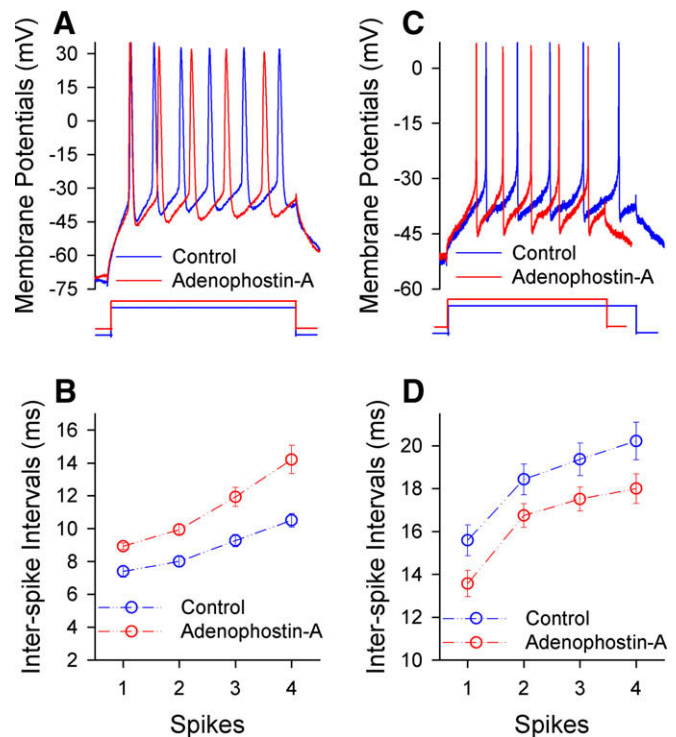 A
Membrane Potentials (mV)
30
15
0
-15
-30
-45
-60
-75
Control
Adenophostin-A
C
Membrane Potentials (mV)
0
-15
-30
-45
-60
Control
Adenophostin-A
B
Inter-spike Intervals (ms)
16
14
12
10
8
6
4
2
Control
Adenophostin-A
1 2 3 4
Spikes
D
Inter-spike Intervals (ms)
20
18
16
14
12
10
Control
Adenophostin-A
1 2 3 4
Spikes